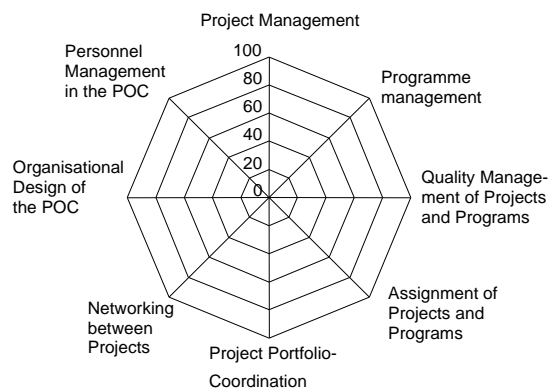 Project Management
100
80
60
40
20
0
Programme
management
Quality Manage-
ment of Projects
and Programs
Assignment of
Projects and
Programs
Project Portfolio-
Coordination
Networking
between
Projects
Organisational
Design of
the POC
Personnel
Management
in the POC